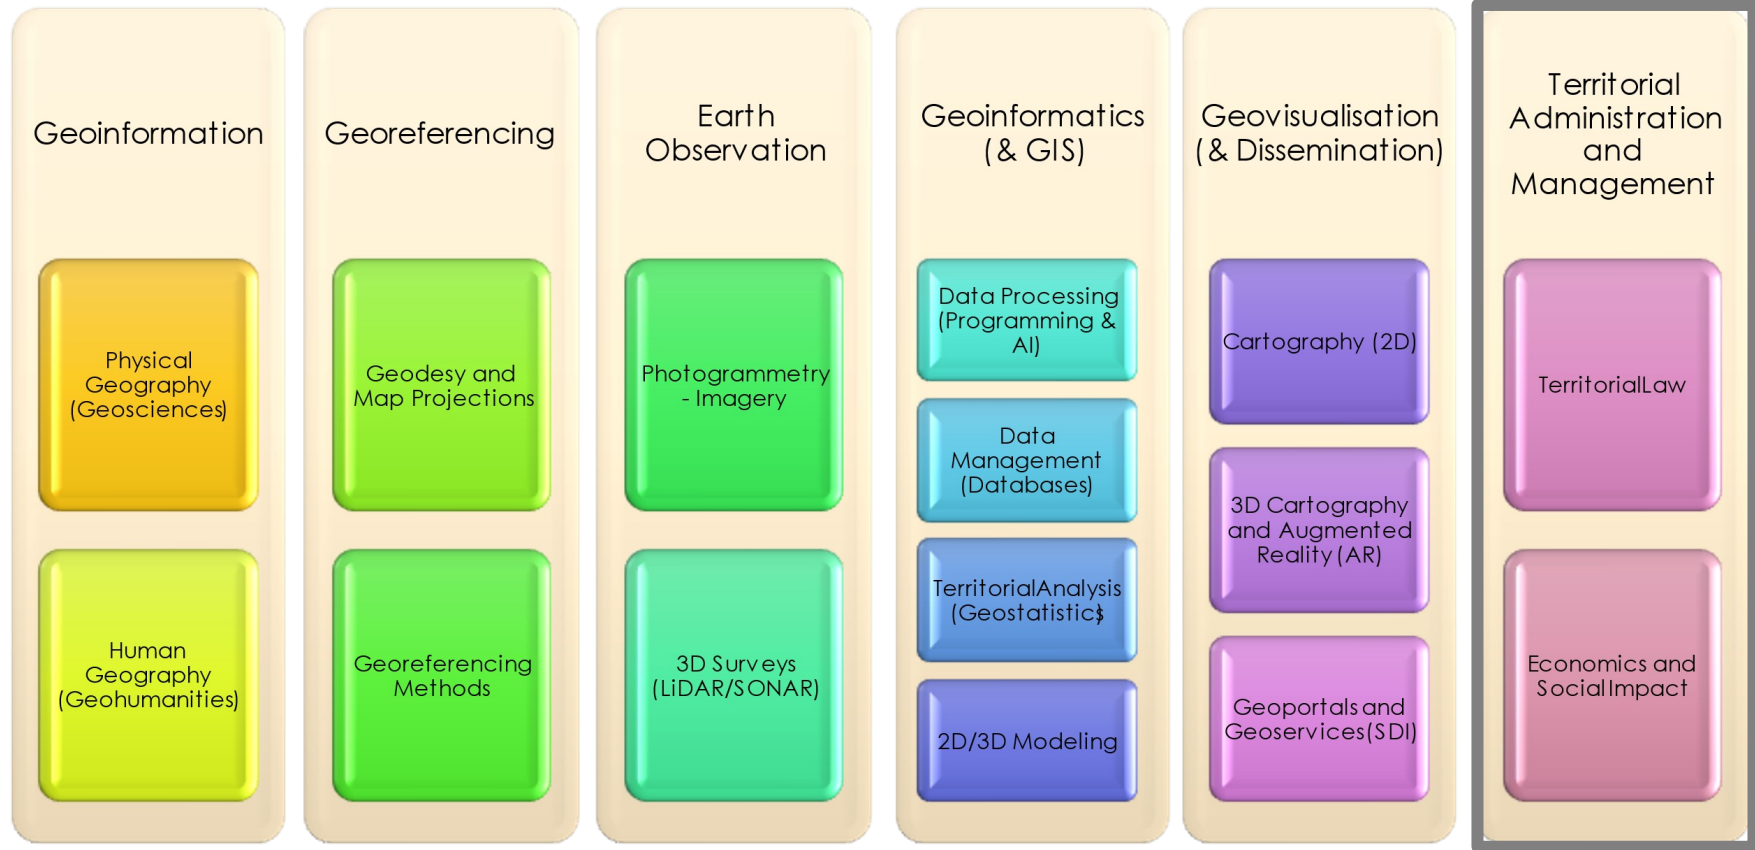 Geoinformation
Physical
Geography
(Geosciences)
Human
Geography
(Geohumanities)
Georeferencing
Geodesy and
Map Projections
Georeferencing
Methods
Earth
Observation
Photogrammetry
- Imagery
3D Surveys
(LiDAR/SONAR)
Geoinformatics
(& GIS)
Data Processing
(Programming &
AI)
Data
Management
(Databases)
TerritorialAnalysis
(Geostatistics)
2D/3D Modeling
Geovisualisation
(& Dissemination)
Cartography (2D)
3D Cartography
and Augmented
Reality (AR)
Geoportals and
Geoservices(SDI)
Territorial
Administration
and
Management
TerritorialLaw
Economics and
Social Impact